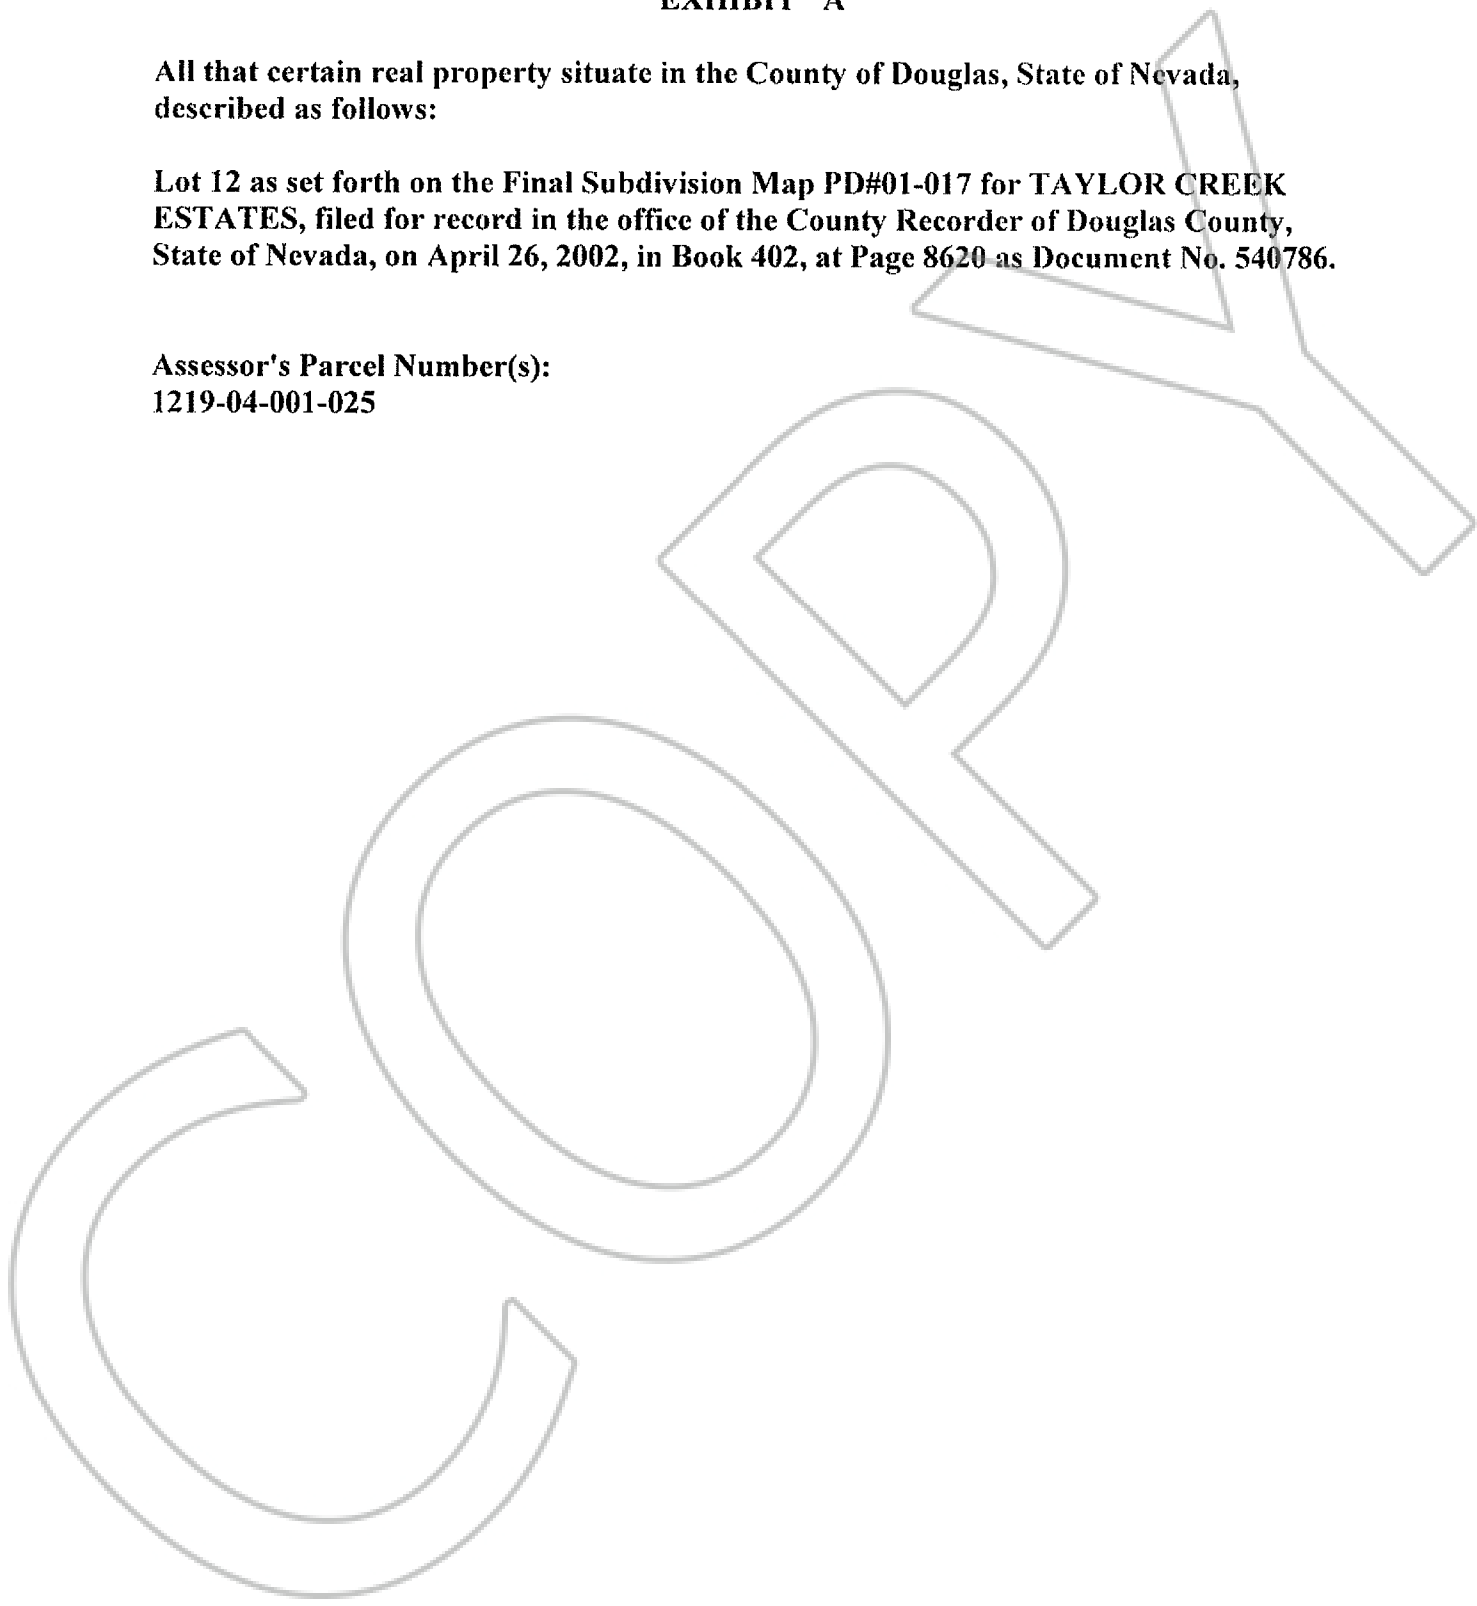 EXHIBIT "A"
All that certain real property situate in the County of Douglas, State of Nevada,
described as follows:
Lot 12 as set forth on the Final Subdivision Map PD#01-017 for TAYLOR CREEK
ESTATES, filed for record in the office of the County Recorder of Douglas County,
State of Nevada, on April 26, 2002, in Book 402, at Page 8620 as Document No. 540786.
Assessor's Parcel Number(s):
1219-04-001-025
COPY